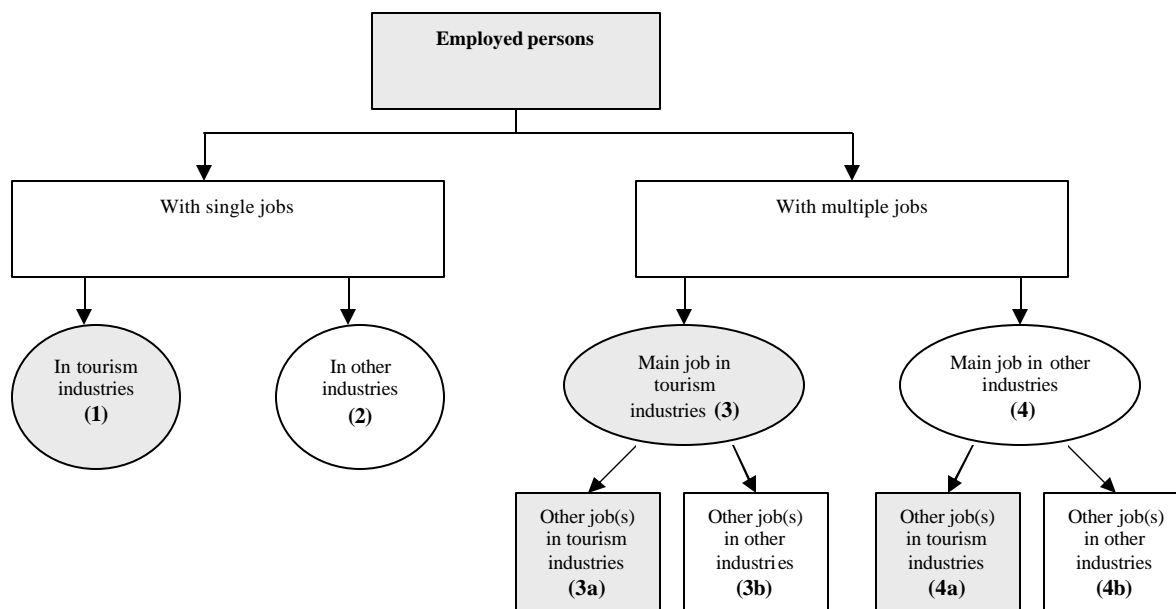 Employed persons
With single jobs
With multiple jobs
In tourism
industries
(1)
In other
industries
(2)
Main job in
tourism
industries (3)
Main job in other
industries
(4)
Other job(s)
in tourism
industries
(3a)
Other job(s)
in other
industries
(3b)
Other job(s)
in tourism
industries
(4a)
Other job(s)
in other
industries
(4b)